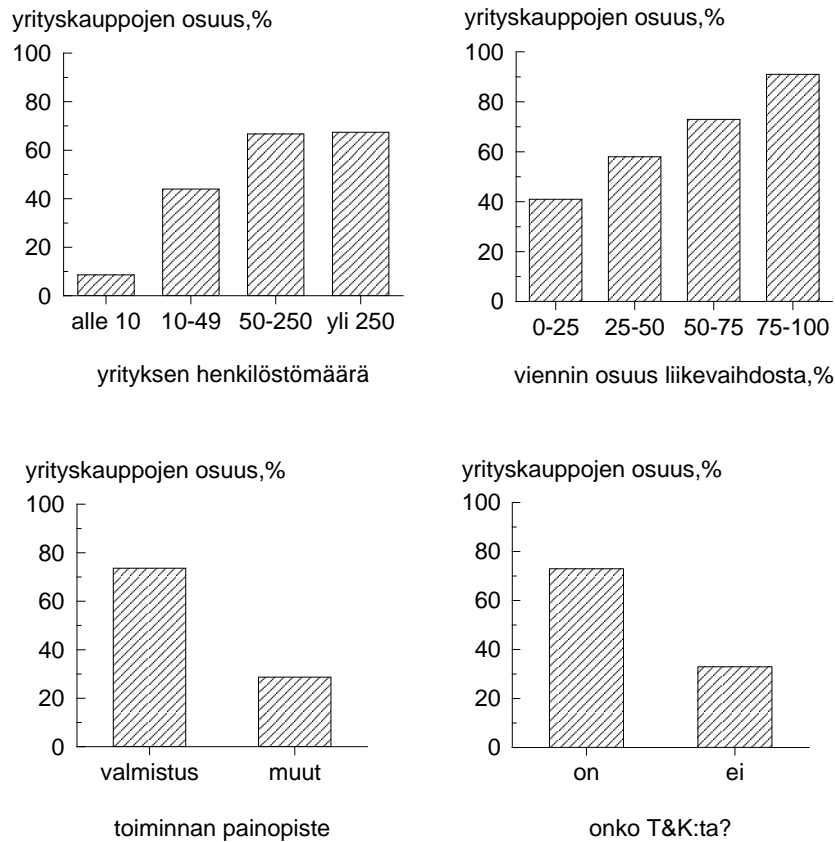 yrityskauppojen osuus,%
100
80
60
40
20
0
alle 10 10-49 50-250 yli 250
yrityksen henkilöstömäärä
yrityskauppojen osuus,%
100
80
60
40
20
0
0-25 25-50 50-75 75-100
viennin osuus liikevaihdosta,%
yrityskauppojen osuus,%
100
80
60
40
20
0
valmistus muut
toiminnan painopiste
yrityskauppojen osuus,%
100
80
60
40
20
0
on ei
onko T&K:ta?